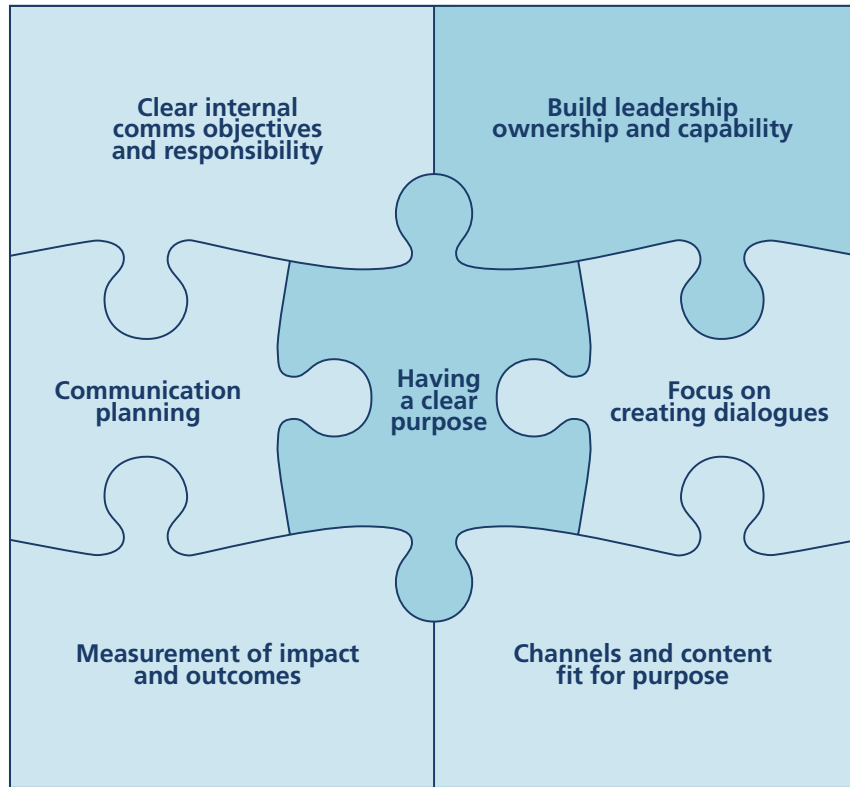 Clear internal
comms objectives
and responsibility
Build leadership
ownership and capability
Communication
planning
Having
a clear
purpose
Focus on
creating dialogues
Measurement of impact
and outcomes
Channels and content
fit for purpose